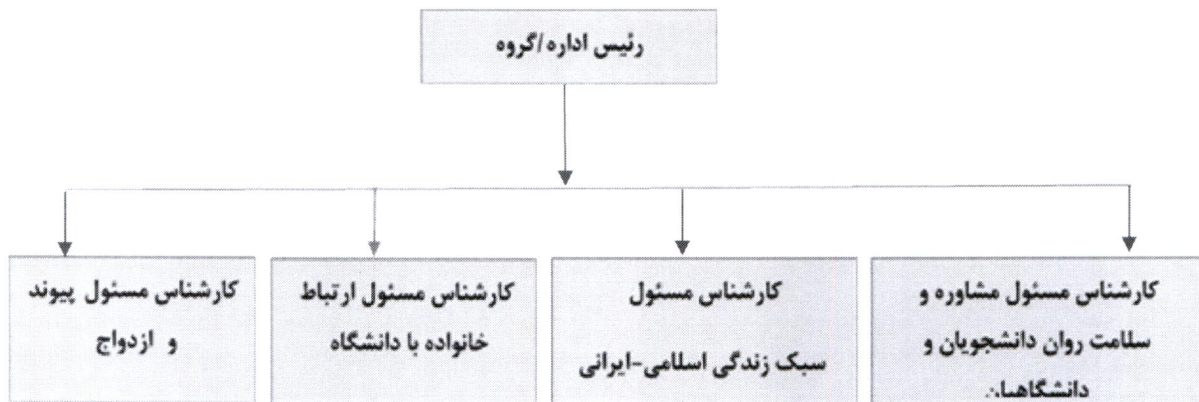 رئیس اداره/گروه
کارشناس مسئول مشاوره و
سلامت روان دانشجویان و
دانشگاهیان
کارشناس مسئول
سبک زندگی اسلامی-ایرانی
کارشناس مسئول ارتباط
خانواده با دانشگاه
کارشناس مسئول پیوند
و ازدواج